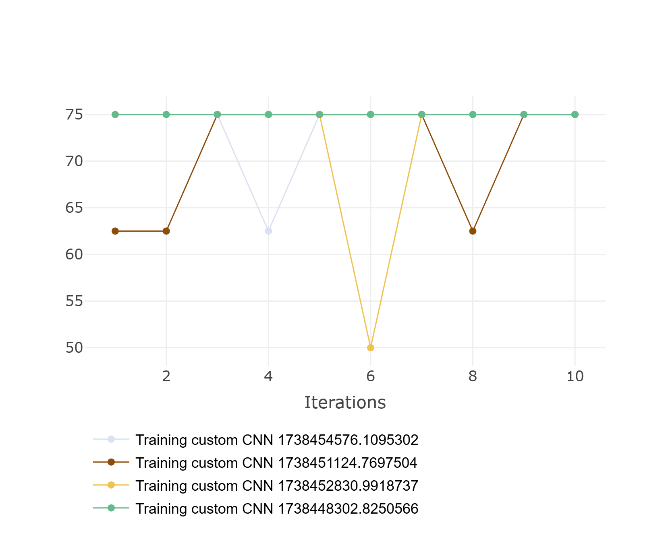 75
70
65
60
55
50
2 4 6 8 10
Iterations
Training custom CNN 1738454576.1095302
Training custom CNN 1738451124.7697504
Training custom CNN 1738452830.9918737
Training custom CNN 1738448302.8250566